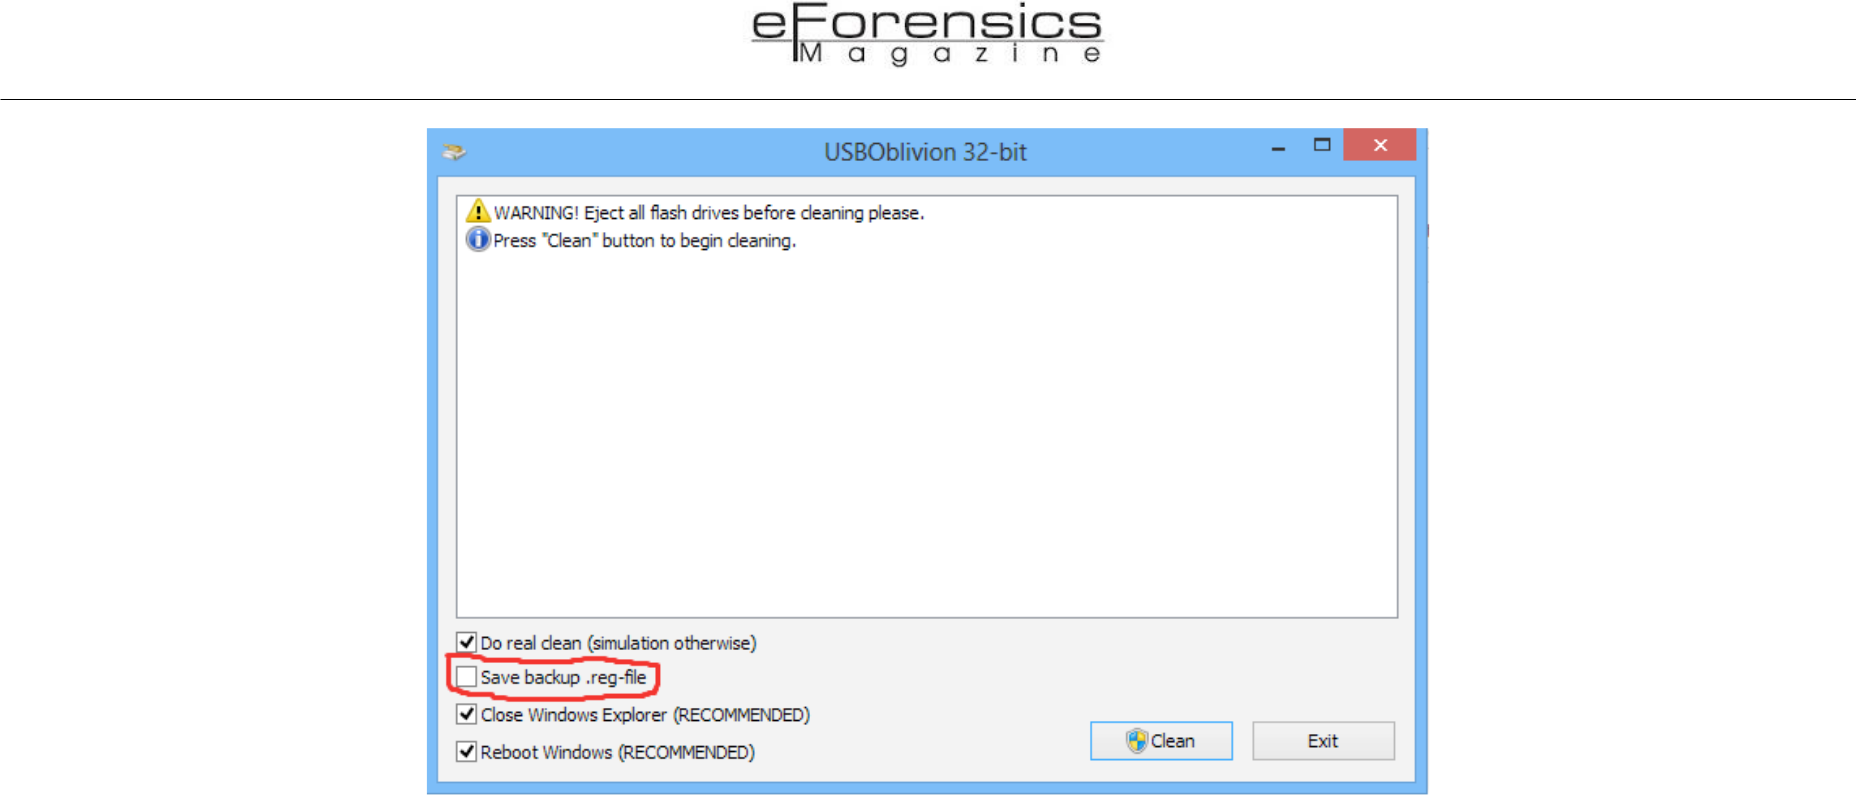 eForensics
Magazine
USBOblivion 32-bit
WARNING! Eject all flash drives before cleaning please.
Press "Clean" button to begin cleaning.
Do real clean (simulation otherwise)
Save backup .reg-file
Close Windows Explorer (RECOMMENDED)
Reboot Windows (RECOMMENDED)
Clean
Exit